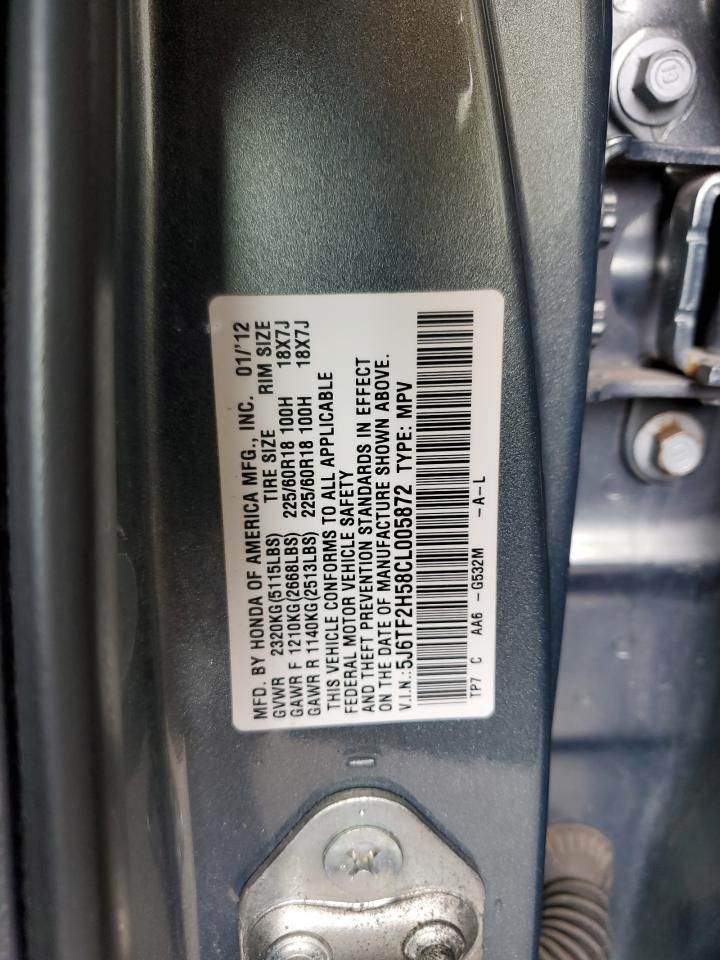 MFD. BY HONDA OF AMERICA MFG., INC. 01/'12
GVWR 2320KG(5115LBS) TIRE SIZE RIM SIZE
GAWR F 1210KG(2668LBS) 225/60R18 100H 18X7J
GAWR R 1140KG(2513LBS) 225/60R18 100H 18X7J
THIS VEHICLE CONFORMS TO ALL APPLICABLE
FEDERAL MOTOR VEHICLE SAFETY
AND THEFT PREVENTION STANDARDS IN EFFECT
ON THE DATE OF MANUFACTURE SHOWN ABOVE.
V.I.N.:5J6TF2H58CL005872 TYPE: MPV
TP7 C AA6 -G532M -A-L